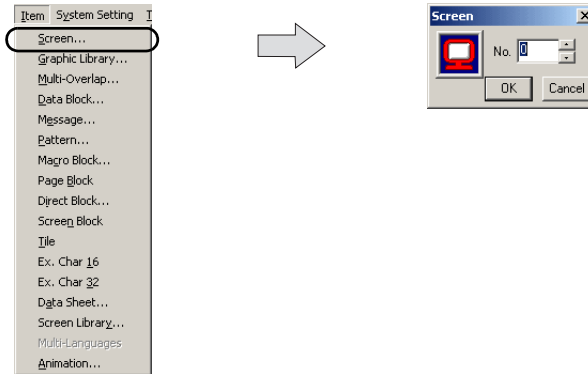 Item System Setting
Screen...
Graphic Library...
Multi-Overlap...
Data Block...
Message...
Pattern...
Macro Block...
Page Block
Direct Block...
Screen Block
Tile
Ex. Char 16
Ex. Char 32
Data Sheet...
Screen Library...
Multi-Languages
Animation...
Screen
No. 0
OK Cancel